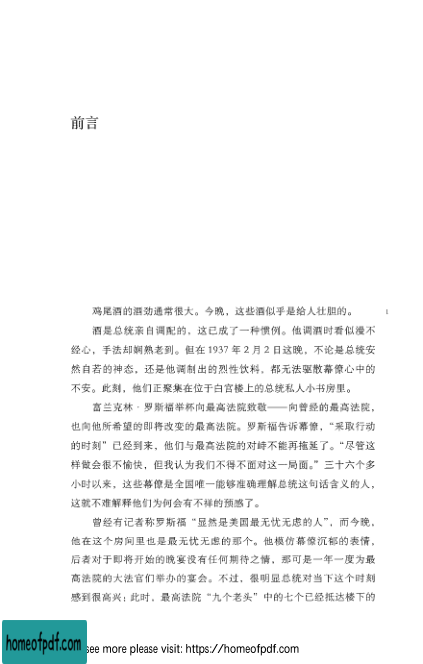 前言
鸡尾酒的酒劲通常很大。今晚，这些酒似乎是给人壮胆的。
1
酒是总统亲自调配的，这已成了一种惯例。他调酒时看似漫不
经心，手法却娴熟老到。但在 1937 年 2 月 2 日这晚，不论是总统安
然自若的神态，还是他调制出的烈性饮料，都无法驱散幕僚心中的
不安。此刻，他们正聚集在位于白宫楼上的总统私人小书房里。
富兰克林·罗斯福举杯向最高法院致敬——向曾经的最高法院，
也向他所希望的即将改变的最高法院。罗斯福告诉幕僚，“采取行动
的时刻”已经到来，他们与最高法院的对峙不能再拖延了。“尽管这
样做会很不愉快，但我认为我们不得不面对这一局面。”三十六个多
小时以来，这些幕僚是全国唯一能够准确理解总统这句话含义的人，
这就不难解释他们为何会有不祥的预感了。
曾经有记者称罗斯福“显然是美国最无忧无虑的人”，而今晚，
他在这个房间里也是最无忧无虑的那个。他模仿幕僚沉郁的表情，
后者对于即将开始的晚宴没有任何期待之情，那可是一年一度为最
高法院的大法官们举办的宴会。不过，很明显总统对当下这个时刻
感到很高兴；此时，最高法院“九个老头”中的七个已经抵达楼下的
homeofpdf.com
see more please visit: https://homeofpdf.com